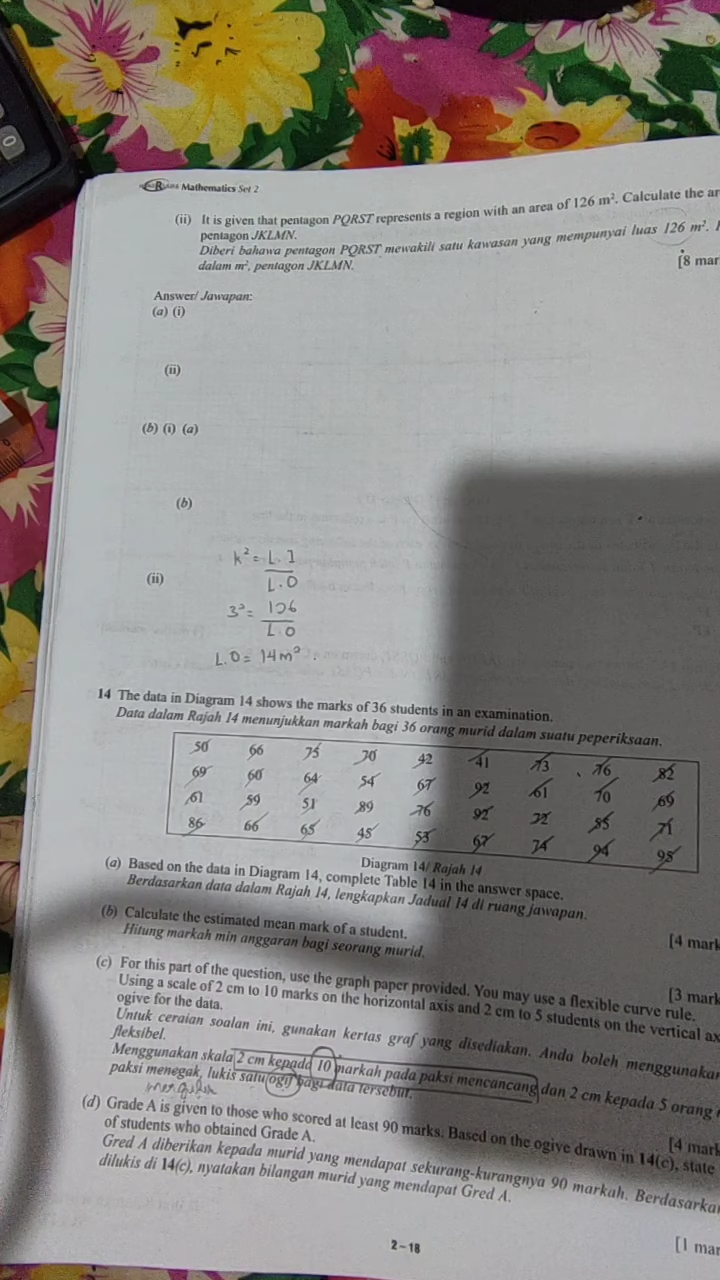 Mathematics Set 2
(ii) It is given that pentagon PQRST represents a region with an area of 126 m². Calculate the ar
pentagon JKLMN.
Diberi bahawa pentagon PQRST mewakili satu kawasan yang mempunyai luas 126 m².
dalam m², pentagon JKLMN.
[8 mar
Answer/ Jawapan:
(a) (i)
(ii)
(b) (i) (a)
(b)
(ii)
k² = L.I
L.O
3² = 126
L.O
L.O = 14m²
14 The data in Diagram 14 shows the marks of 36 students in an examination.
Data dalam Rajah 14 menunjukkan markah bagi 36 orang murid dalam suatu peperiksaan.
50 66 75 70 42 41 73 76 82
69 60 64 54 67 92 61 70 69
61 59 51 89 76 92 72 85 71
86 66 65 45 53 67 74 94 98
Diagram 14/ Rajah 14
(a) Based on the data in Diagram 14, complete Table 14 in the answer space.
Berdasarkan data dalam Rajah 14, lengkapkan Jadual 14 di ruang jawapan.
[4 mark
(b) Calculate the estimated mean mark of a student.
Hitung markah min anggaran bagi seorang murid.
[3 mark
(c) For this part of the question, use the graph paper provided. You may use a flexible curve rule.
Using a scale of 2 cm to 10 marks on the horizontal axis and 2 cm to 5 students on the vertical ax
ogive for the data.
Untuk ceraian soalan ini, gunakan kertas graf yang disediakan. Anda boleh menggunakan
fleksibel.
Menggunakan skala 2 cm kepada 10 markah pada paksi mencancang dan 2 cm kepada 5 orang
paksi menegak, lukis satu ogif bagi data tersebut.
[4 mark
(d) Grade A is given to those who scored at least 90 marks. Based on the ogive drawn in 14(c), state
of students who obtained Grade A.
Gred A diberikan kepada murid yang mendapat sekurang-kurangnya 90 markah. Berdasarka
dilukis di 14(c), nyatakan bilangan murid yang mendapat Gred A.
[1 mar
2-18